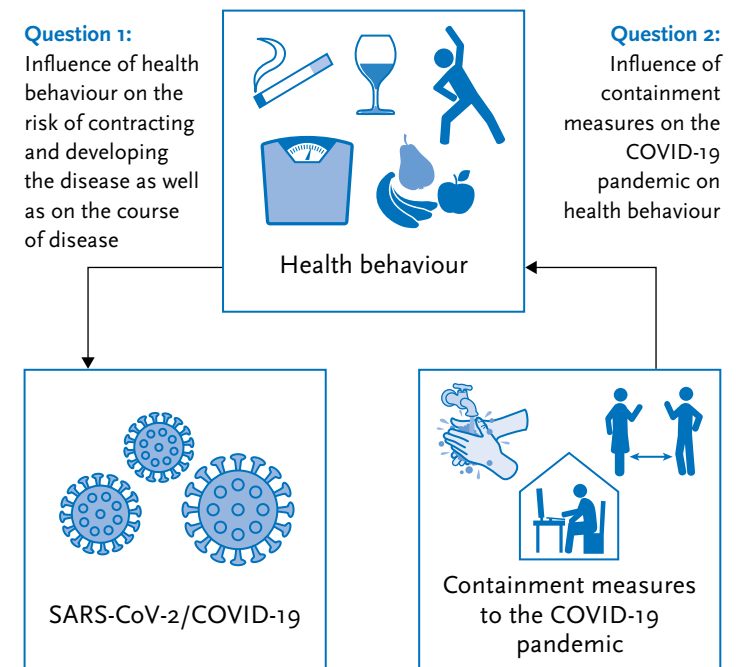 Question 1:
Influence of health
behaviour on the
risk of contracting
and developing
the disease as well
as on the course
of disease
Question 2:
Influence of
containment
measures on the
COVID-19
pandemic on
health behaviour
Health behaviour
SARS-CoV-2/COVID-19
Containment measures
to the COVID-19
pandemic